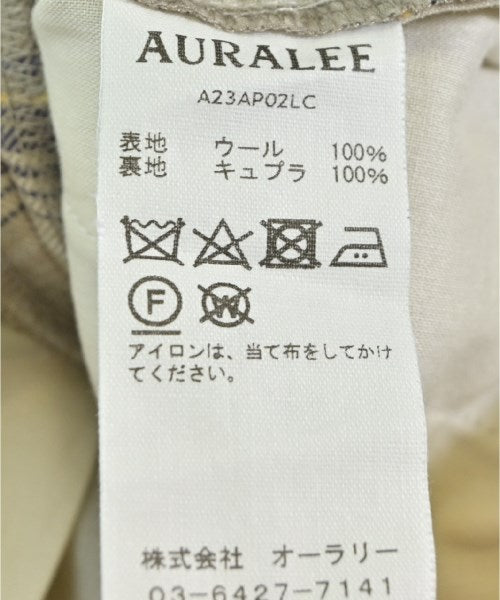 AURALEE
A23AP02LC
表地 ウール 100%
裏地 キュプラ 100%
F W
アイロンは、当て布をしてかけ
てください。
株式会社 オーラリー
03-6427-7141